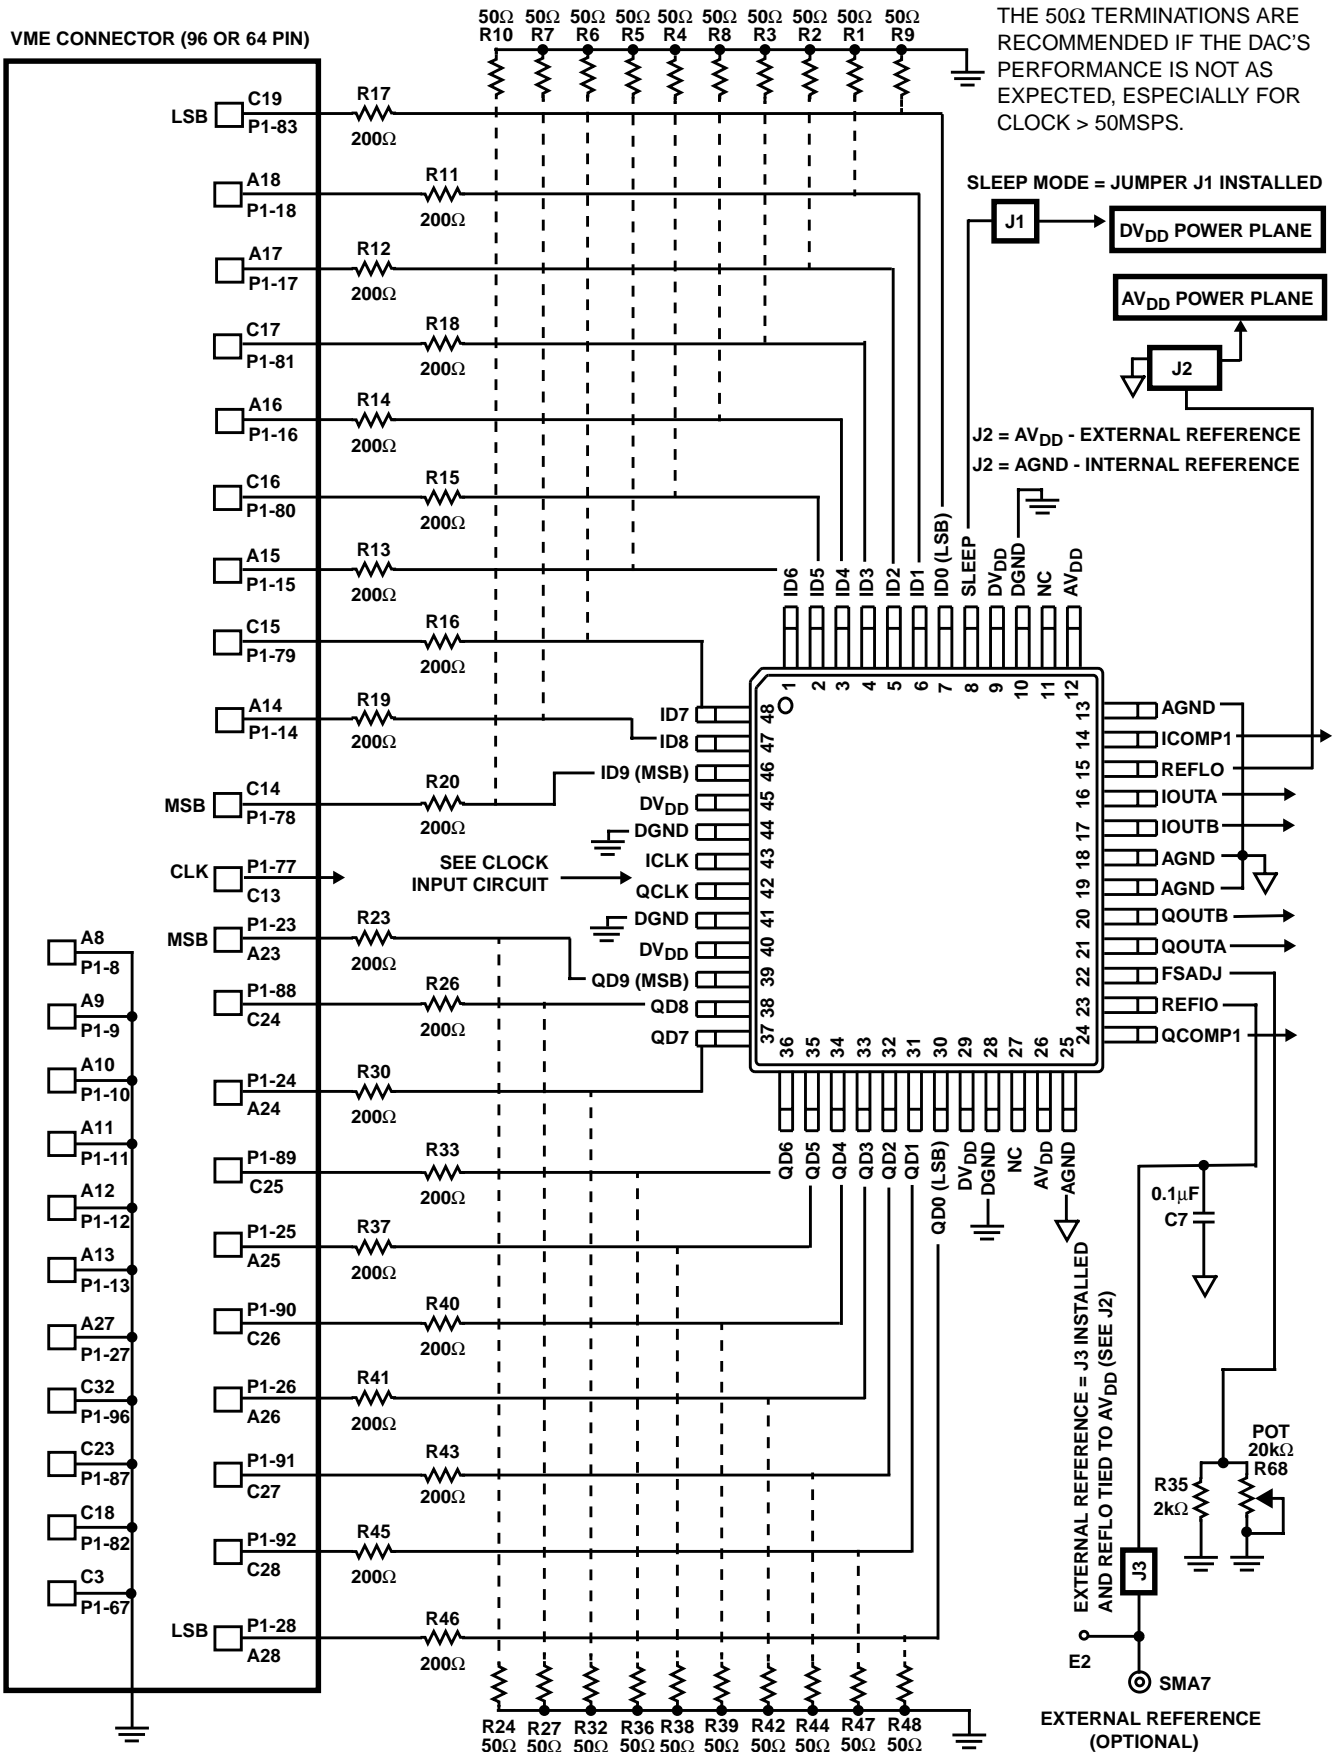 50Ω 50Ω 50Ω 50Ω 50Ω 50Ω 50Ω 50Ω 50Ω 50Ω
R10 R7 R6 R5 R4 R8 R3 R2 R1 R9
THE 50Ω TERMINATIONS ARE
RECOMMENDED IF THE DAC'S
PERFORMANCE IS NOT AS
EXPECTED, ESPECIALLY FOR
CLOCK > 50MSPS.
VME CONNECTOR (96 OR 64 PIN)
LSB C19 R17
P1-83 200Ω
A18 R11
P1-18 200Ω
A17 R12
P1-17 200Ω
C17 R18
P1-81 200Ω
A16 R14
P1-16 200Ω
C16 R15
P1-80 200Ω
A15 R13
P1-15 200Ω
C15 R16
P1-79 200Ω
A14 R19
P1-14 200Ω
MSB C14 R20
P1-78 200Ω
CLK P1-77
C13
SEE CLOCK
INPUT CIRCUIT
MSB P1-23 R23
A23 200Ω
P1-88 R26
C24 200Ω
P1-24 R30
A24 200Ω
P1-89 R33
C25 200Ω
P1-25 R37
A25 200Ω
P1-90 R40
C26 200Ω
P1-26 R41
A26 200Ω
P1-91 R43
C27 200Ω
P1-92 R45
C28 200Ω
LSB P1-28 R46
A28 200Ω
A8
P1-8
A9
P1-9
A10
P1-10
A11
P1-11
A12
P1-12
A13
P1-13
A27
P1-27
C32
P1-96
C23
P1-87
C18
P1-82
C3
P1-67
SLEEP MODE = JUMPER J1 INSTALLED
J1
DVDD POWER PLANE
AVDD POWER PLANE
J2
J2 = AVDD - EXTERNAL REFERENCE
J2 = AGND - INTERNAL REFERENCE
ID6 ID5 ID4 ID3 ID2 ID1 ID0 (LSB) SLEEP DVDD DGND NC AVDD
1 2 3 4 5 6 7 8 9 10 11 12
ID7 48
ID8 47
ID9 (MSB) 46
DVDD 45
DGND 44
ICLK 43
QCLK 42
DGND 41
DVDD 40
QD9 (MSB) 39
QD8 38
QD7 37
13 AGND
14 ICOMP1
15 REFLO
16 IOUTA
17 IOUTB
18 AGND
19 AGND
20 QOUTB
21 QOUTA
22 FSADJ
23 REFIO
24 QCOMP1
36 35 34 33 32 31 30 29 28 27 26 25
QD6 QD5 QD4 QD3 QD2 QD1 QD0 (LSB) DVDD DGND NC AVDD AGND
0.1µF
C7
EXTERNAL REFERENCE = J3 INSTALLED
AND REFLO TIED TO AVDD (SEE J2)
POT
20kΩ
R68
R35
2kΩ
J3
E2
SMA7
EXTERNAL REFERENCE
(OPTIONAL)
R24 R27 R32 R36 R38 R39 R42 R44 R47 R48
50Ω 50Ω 50Ω 50Ω 50Ω 50Ω 50Ω 50Ω 50Ω 50Ω